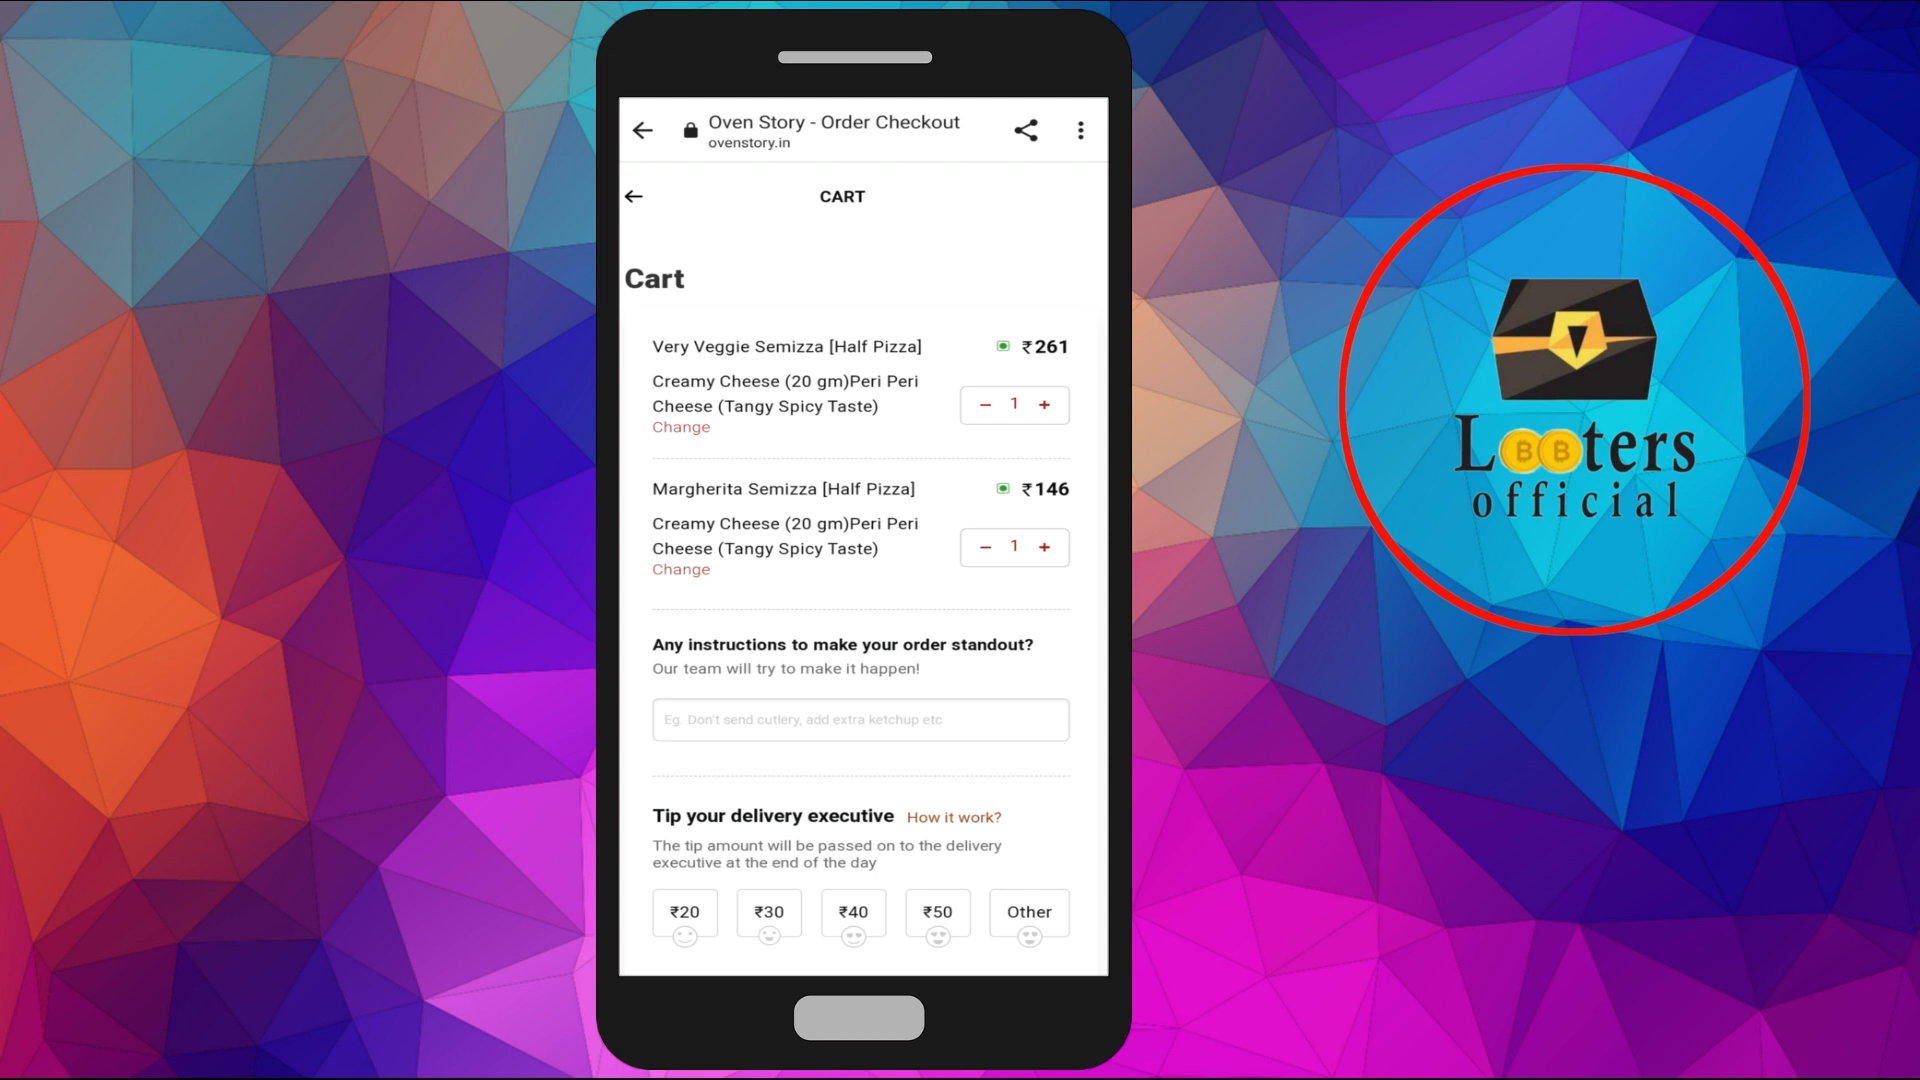 Oven Story - Order Checkout
ovenstory.in
CART
Cart
Very Veggie Semizza [Half Pizza] ₹261
Creamy Cheese (20 gm)Peri Peri
Cheese (Tangy Spicy Taste)
− 1 +
Change
Margherita Semizza [Half Pizza] ₹146
Creamy Cheese (20 gm)Peri Peri
Cheese (Tangy Spicy Taste)
− 1 +
Change
Any instructions to make your order standout?
Our team will try to make it happen!
Eg. Don't send cutlery, add extra ketchup etc
Tip your delivery executive How it work?
The tip amount will be passed on to the delivery
executive at the end of the day
₹20 ₹30 ₹40 ₹50 Other
Looters
official